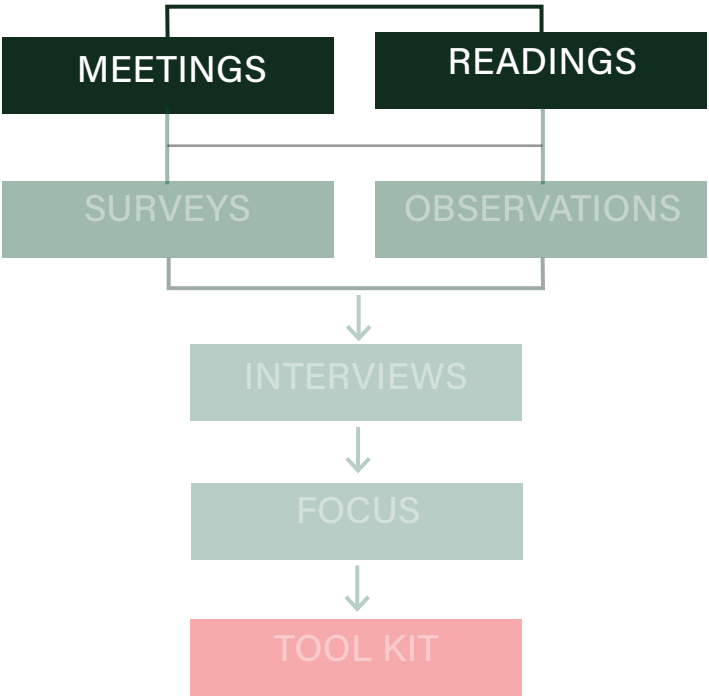 MEETINGS
READINGS
SURVEYS
OBSERVATIONS
INTERVIEWS
FOCUS
TOOL KIT